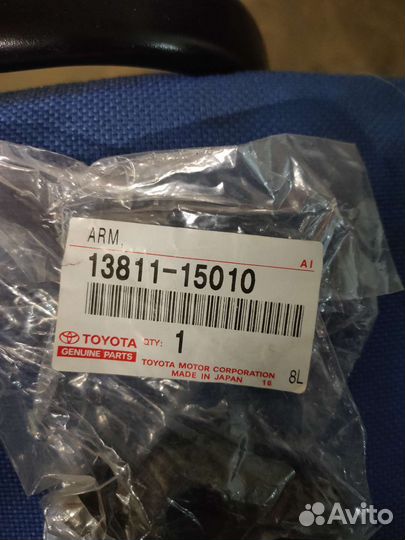 ARM,
A1
13811-15010
TOYOTA QTY: 1
GENUINE PARTS
TOYOTA MOTOR CORPORATION
MADE IN JAPAN 16 8L
Avito